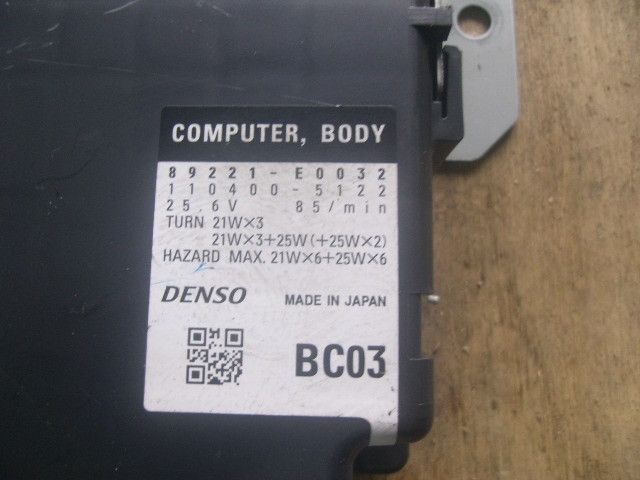 COMPUTER, BODY
89221-E0032
110400-5122
25.6V 85/min
TURN 21W×3
21W×3+25W(+25W×2)
HAZARD MAX. 21W×6+25W×6
DENSO MADE IN JAPAN
BC03